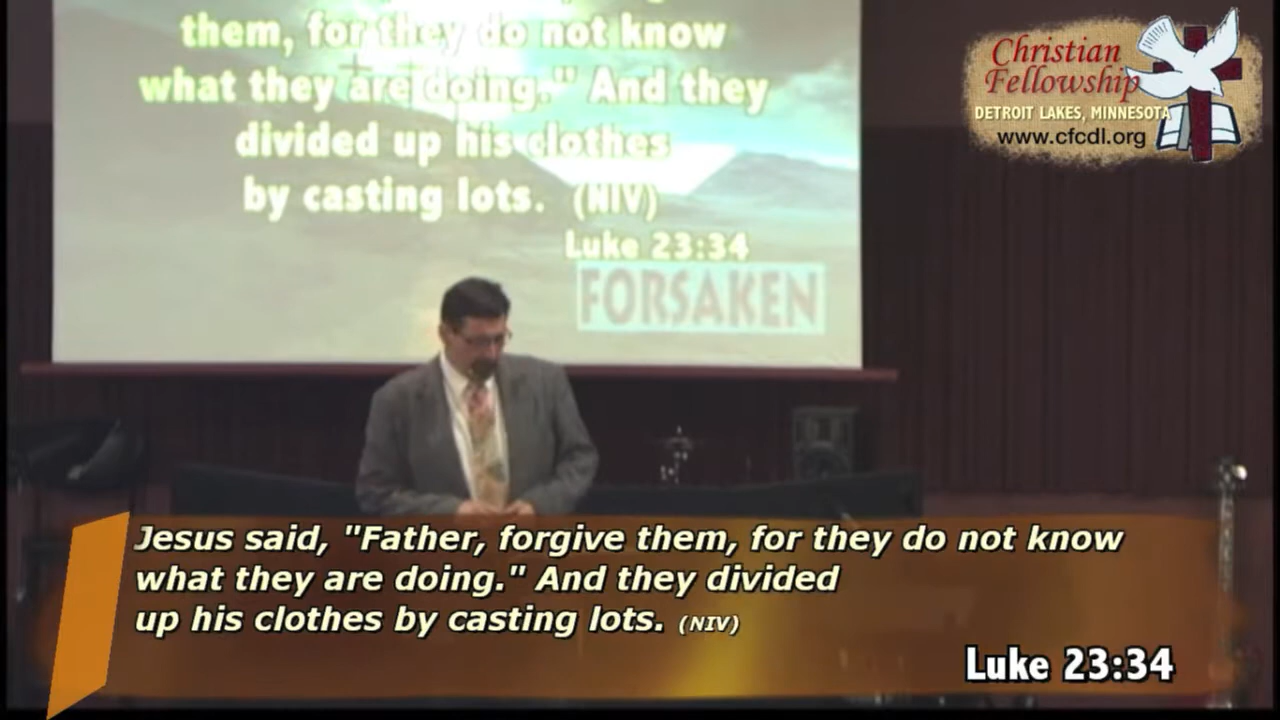 them, for they do not know
what they are doing." And they
divided up his clothes
by casting lots. (NIV)
Luke 23:34
FORSAKEN
Christian
Fellowship
DETROIT LAKES, MINNESOTA
www.cfcdl.org
Jesus said, "Father, forgive them, for they do not know
what they are doing." And they divided
up his clothes by casting lots. (NIV)
Luke 23:34